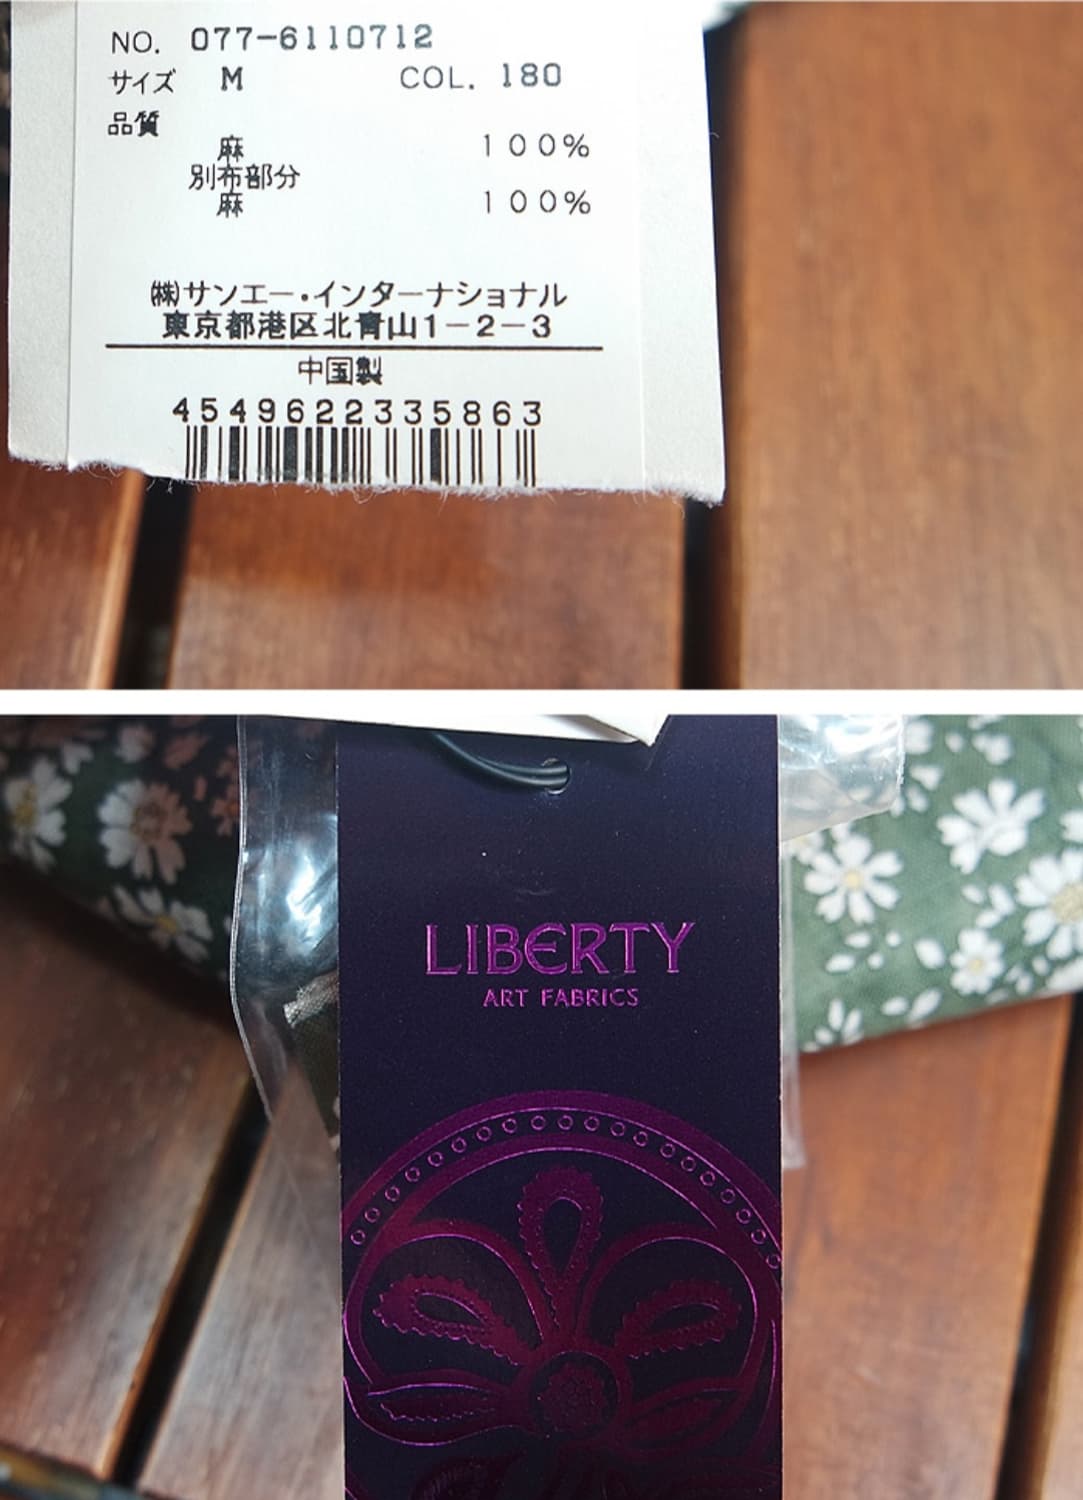 NO. 077-6110712
サイズ M COL. 180
品質
麻 100%
別布部分
麻 100%
㈱サンエー・インターナショナル
東京都港区北青山1-2-3
中国製
4549622335863
LIBERTY
ART FABRICS